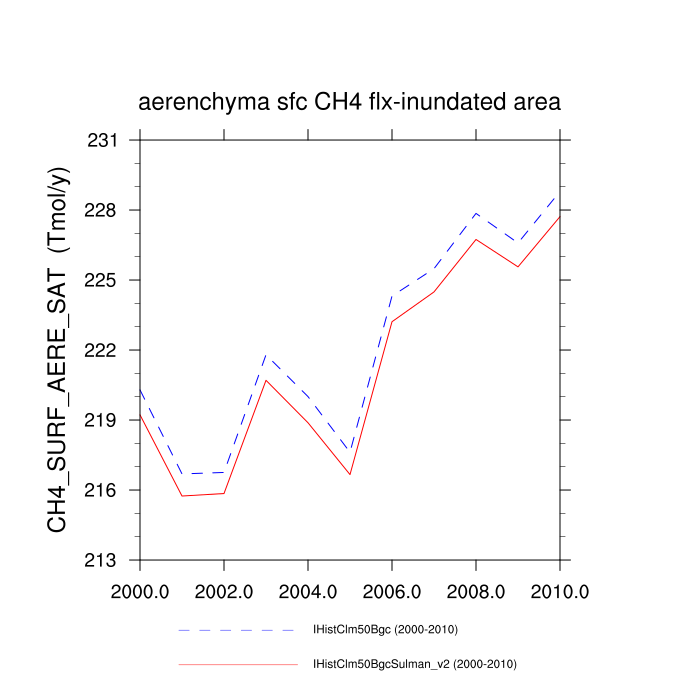 aerenchyma sfc CH4 flx-inundated area
CH4_SURF_AERE_SAT (Tmol/y)
231
228
225
222
219
216
213
2000.0 2002.0 2004.0 2006.0 2008.0 2010.0
IHistClm50Bgc (2000-2010)
IHistClm50BgcSulman_v2 (2000-2010)